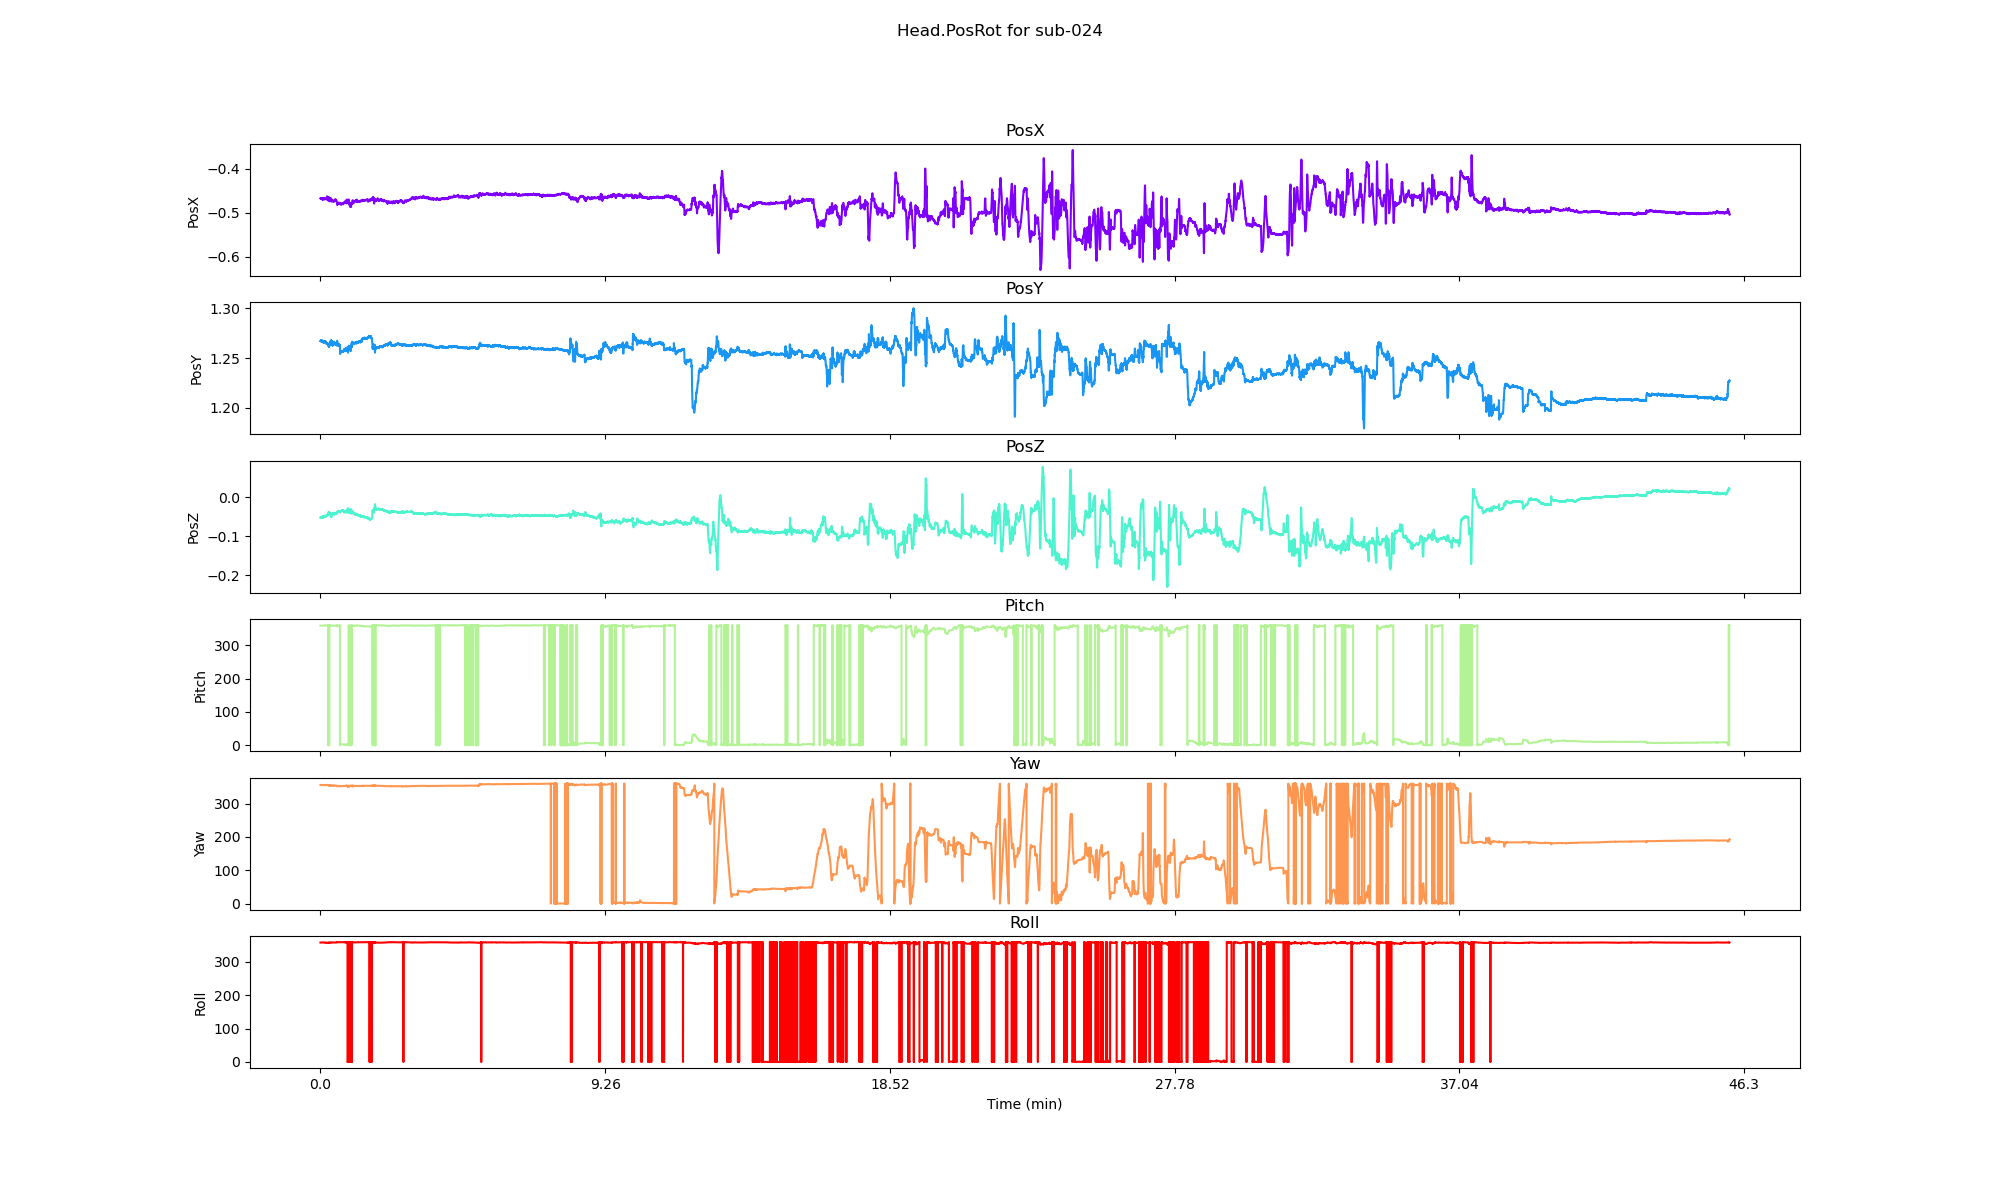 Head.PosRot for sub-024
PosX
PosX
−0.4
−0.5
−0.6
PosY
PosY
1.30
1.25
1.20
PosZ
PosZ
0.0
−0.1
−0.2
Pitch
Pitch
300
200
100
0
Yaw
Yaw
300
200
100
0
Roll
Roll
300
200
100
0
0.0 9.26 18.52 27.78 37.04 46.3
Time (min)